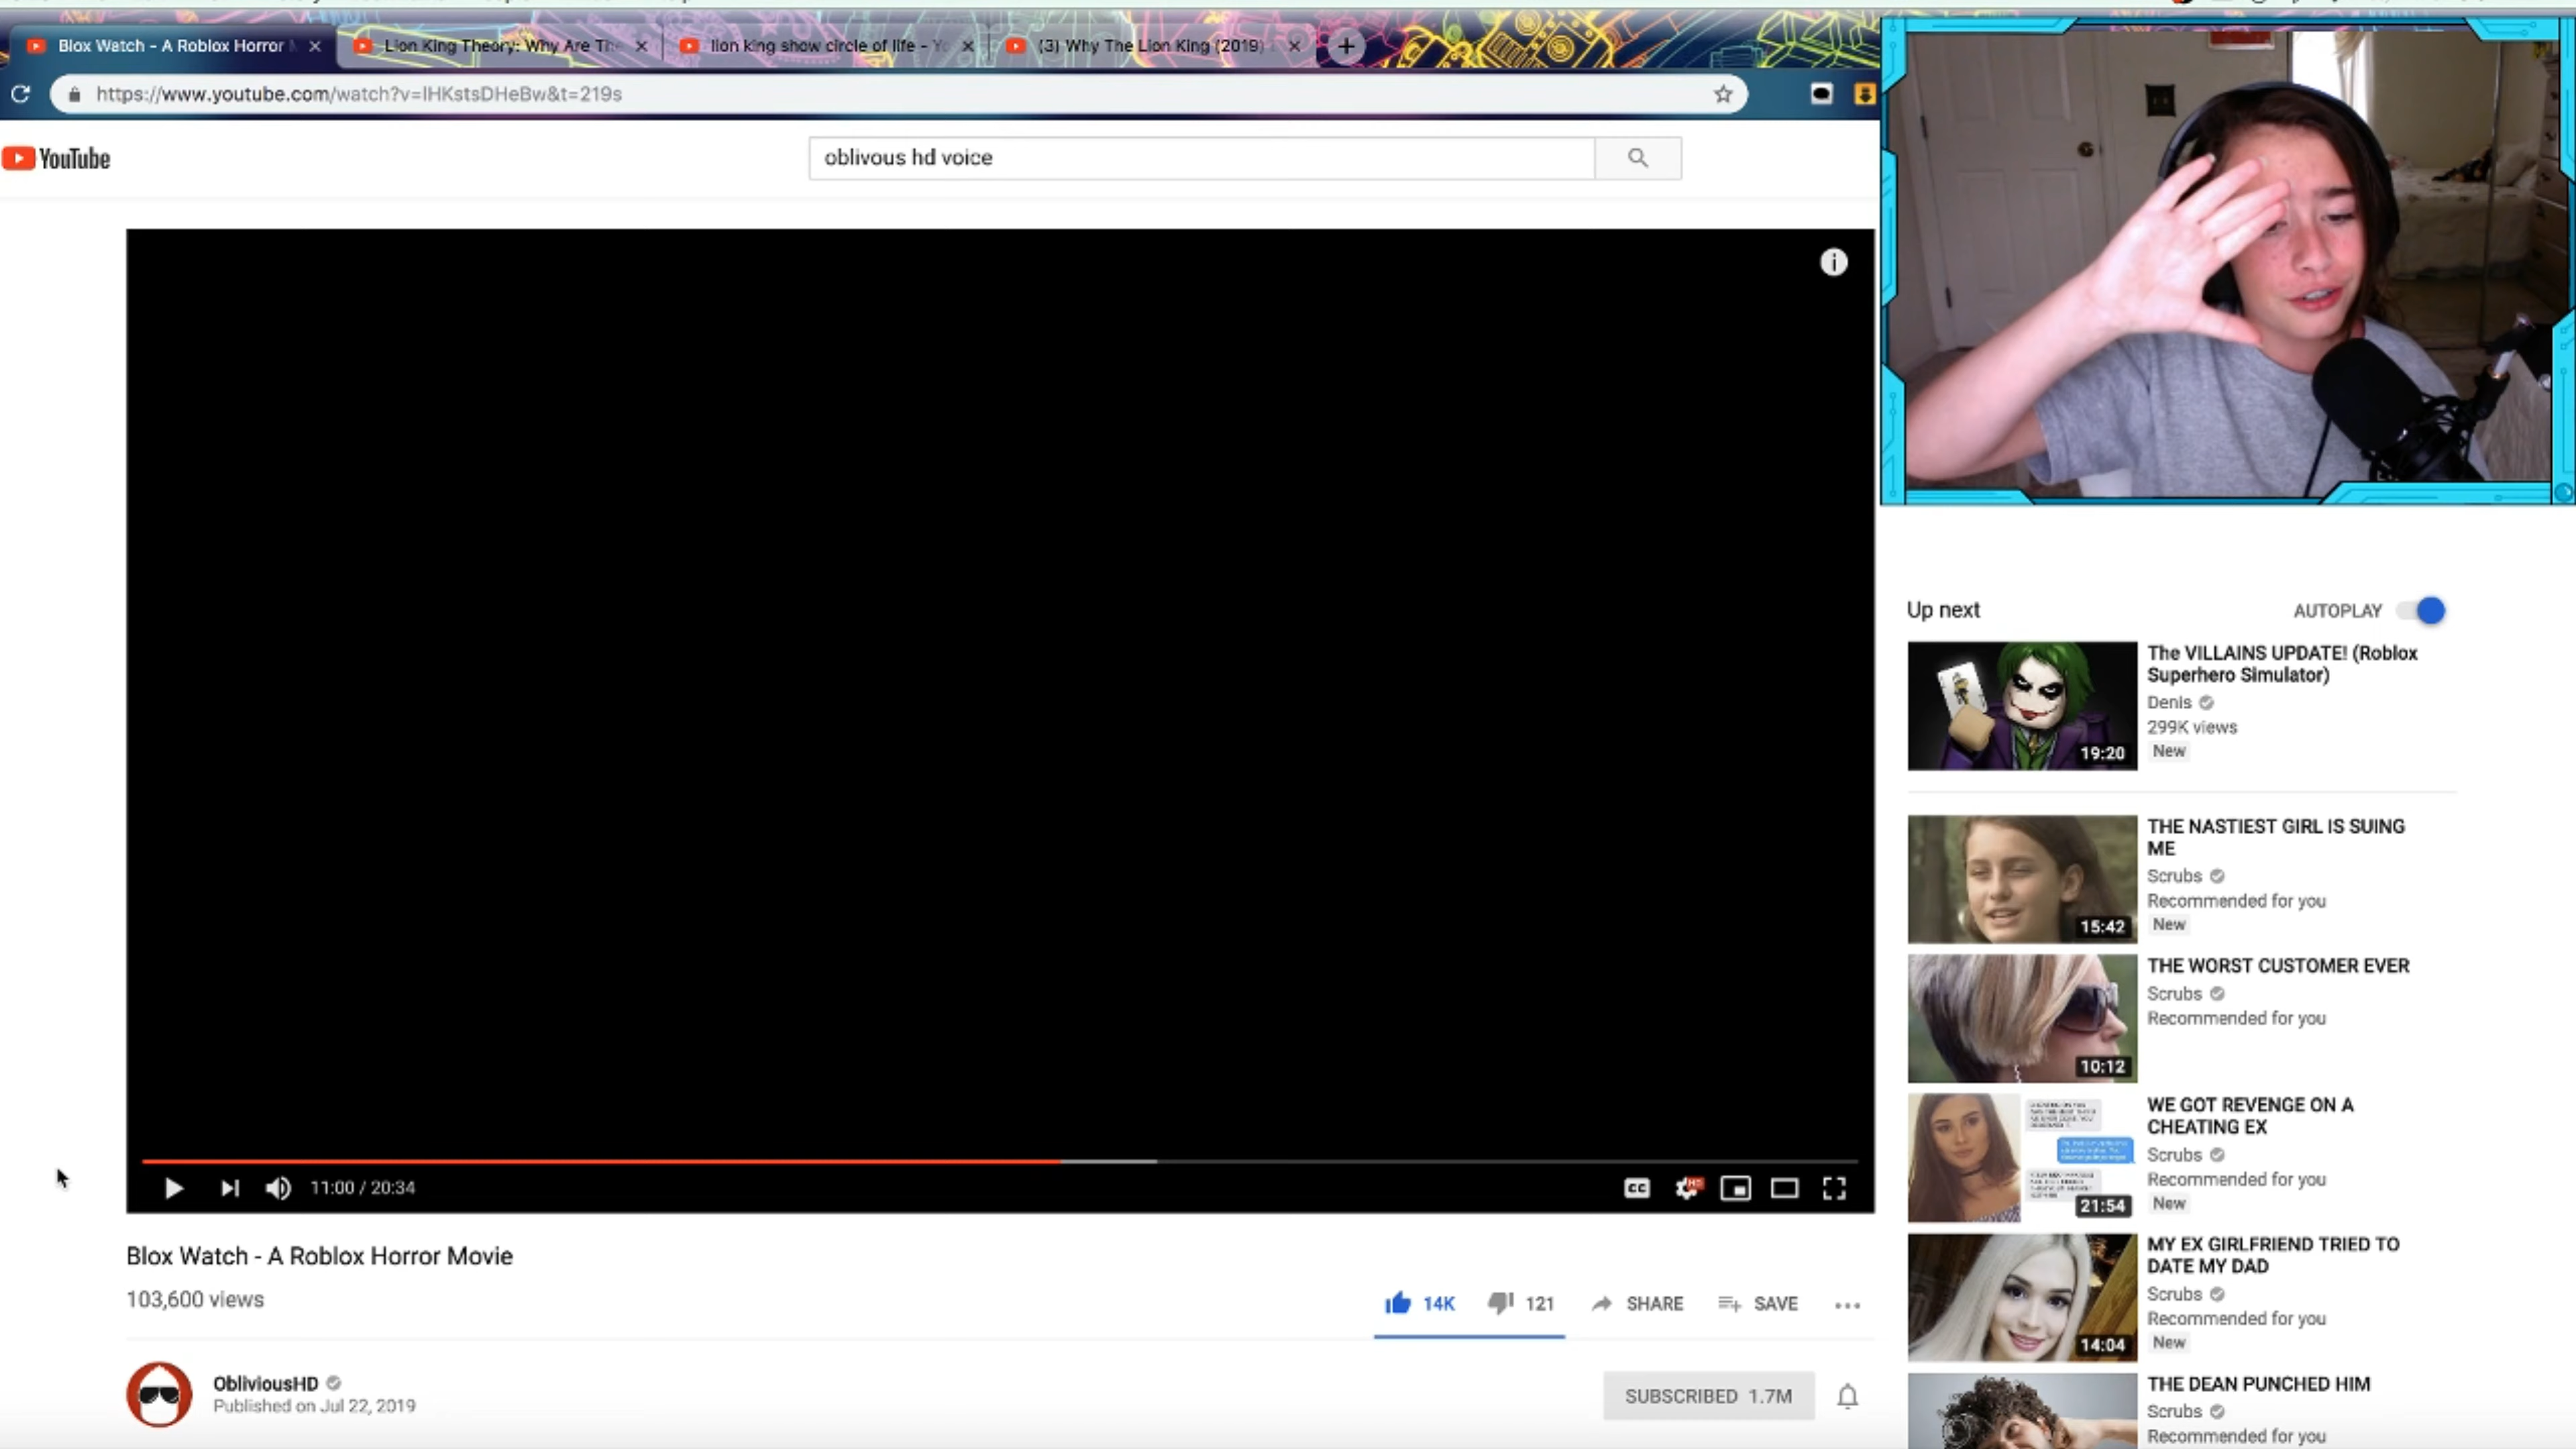 Blox Watch - A Roblox Horror
Lion King Theory: Why Are The
lion king show circle of life - Yo
(3) Why The Lion King (2019)
https://www.youtube.com/watch?v=IHKstsDHeBw&t=219s
YouTube
oblivous hd voice
Up next
AUTOPLAY
The VILLAINS UPDATE! (Roblox
Superhero Simulator)
Denis
299K views
New
19:20
THE NASTIEST GIRL IS SUING
ME
Scrubs
Recommended for you
New
15:42
THE WORST CUSTOMER EVER
Scrubs
Recommended for you
10:12
WE GOT REVENGE ON A
CHEATING EX
Scrubs
Recommended for you
New
21:54
MY EX GIRLFRIEND TRIED TO
DATE MY DAD
Scrubs
Recommended for you
New
14:04
THE DEAN PUNCHED HIM
Scrubs
Recommended for you
11:00 / 20:34
CC
HD
Blox Watch - A Roblox Horror Movie
103,600 views
14K
121
SHARE
SAVE
ObliviousHD
Published on Jul 22, 2019
SUBSCRIBED 1.7M